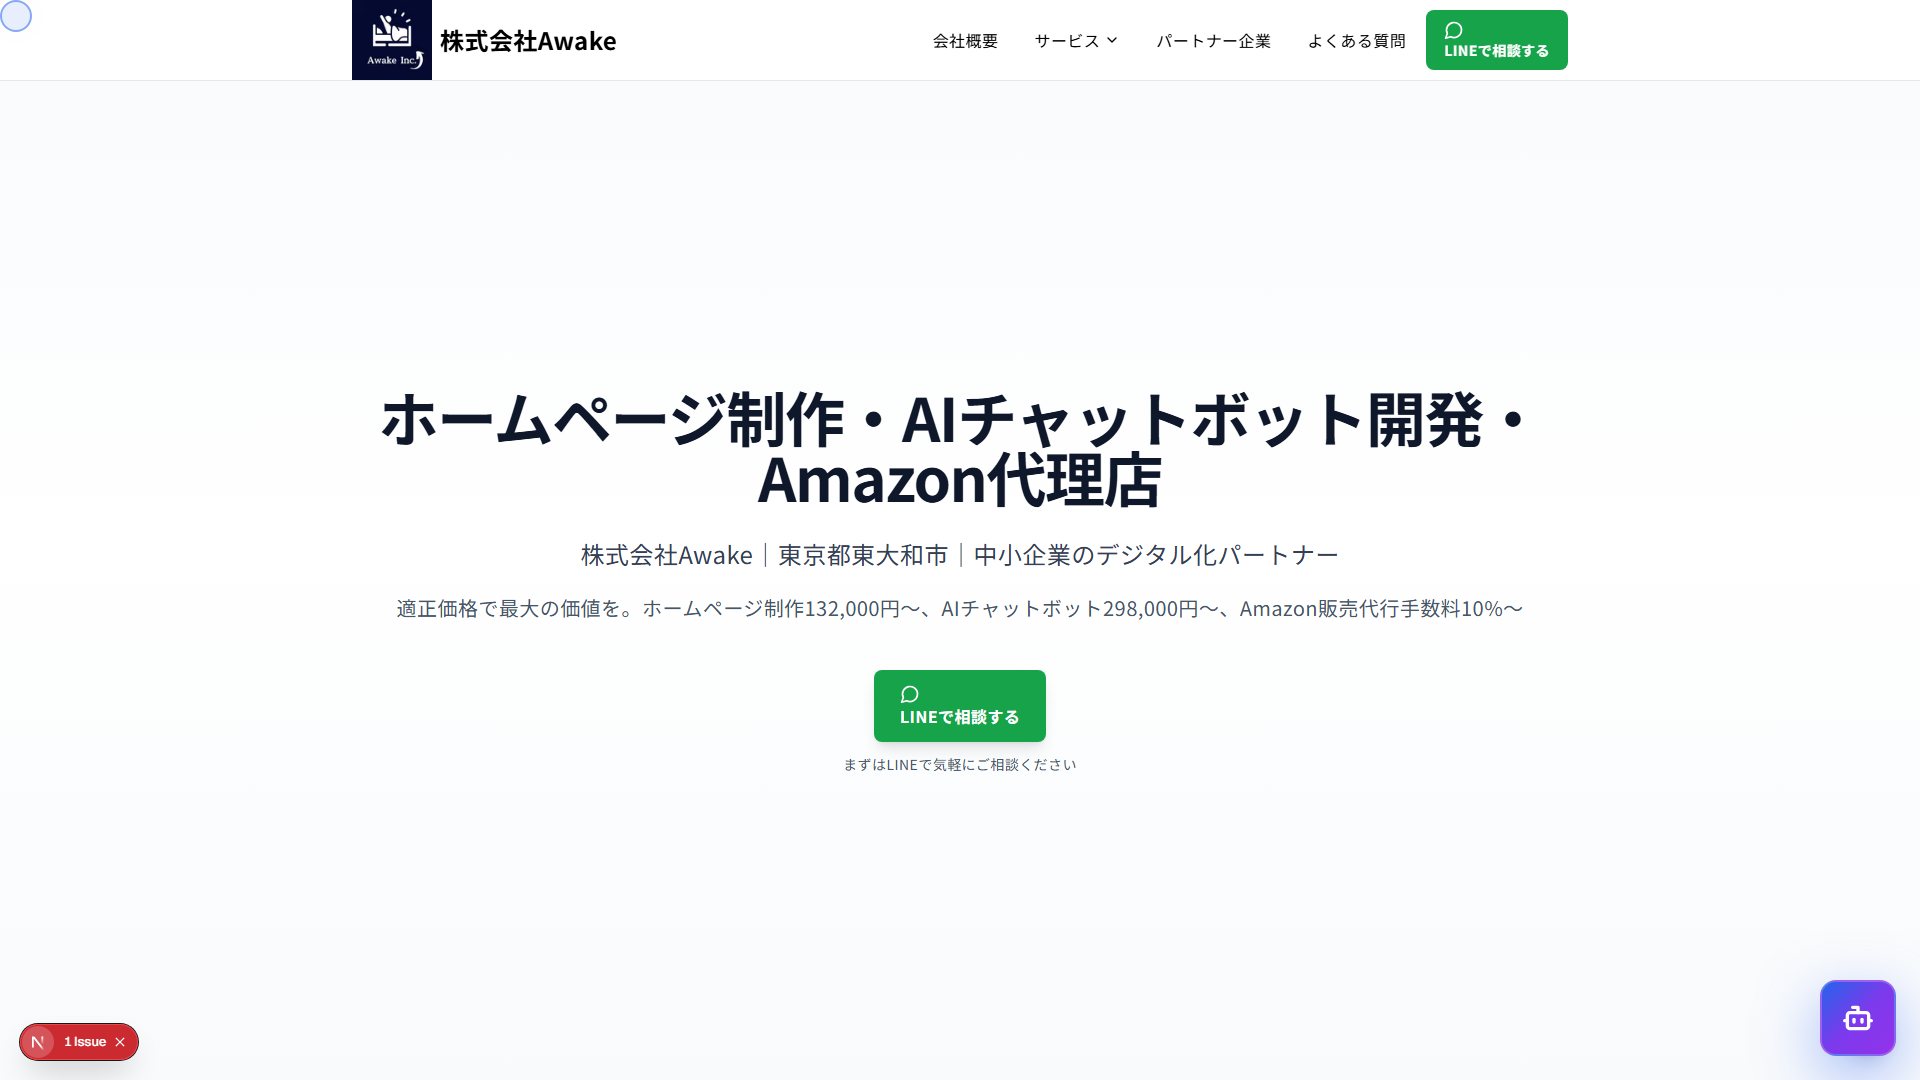 Awake Inc.
株式会社Awake
会社概要
サービス
パートナー企業
よくある質問
LINEで相談する
ホームページ制作・AIチャットボット開発・
Amazon代理店
株式会社Awake｜東京都東大和市｜中小企業のデジタル化パートナー
適正価格で最大の価値を。ホームページ制作132,000円〜、AIチャットボット298,000円〜、Amazon販売代行手数料10%〜
LINEで相談する
まずはLINEで気軽にご相談ください
N
1 Issue